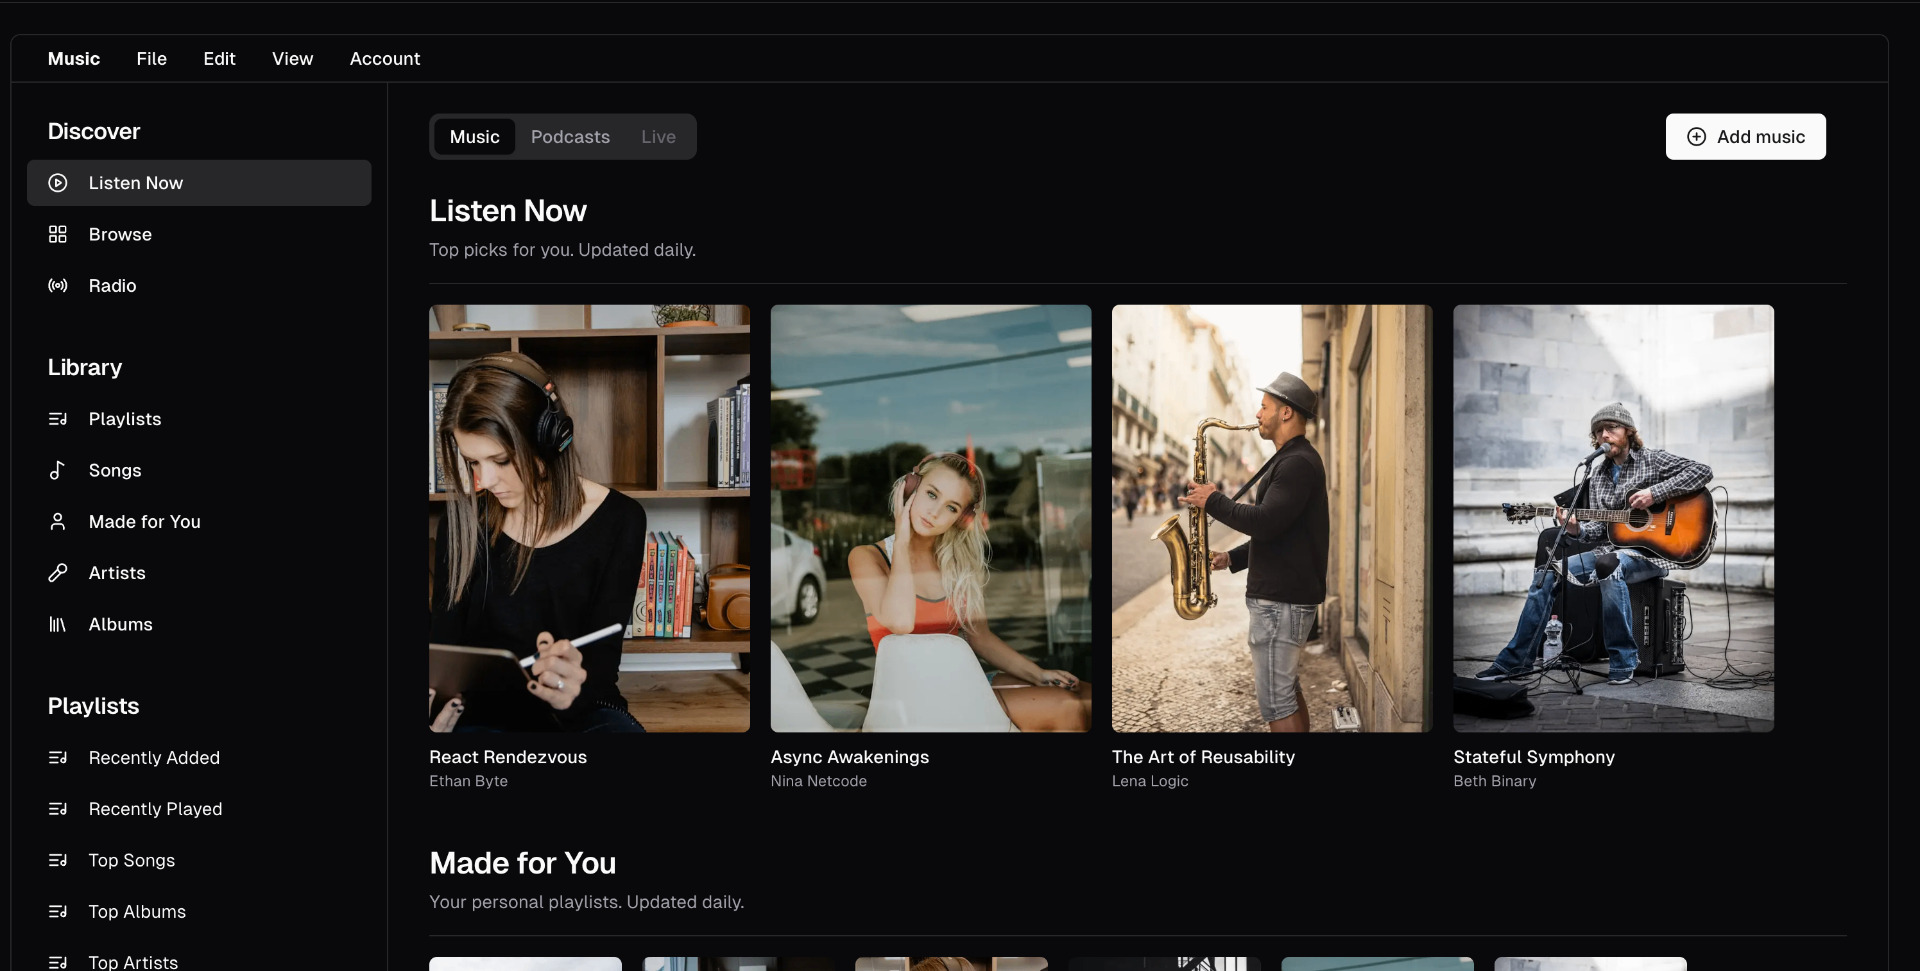 Music File Edit View Account
Discover
Listen Now
Browse
Radio
Library
Playlists
Songs
Made for You
Artists
Albums
Playlists
Recently Added
Recently Played
Top Songs
Top Albums
Top Artists
Music Podcasts Live
Add music
Listen Now
Top picks for you. Updated daily.
React Rendezvous
Ethan Byte
Async Awakenings
Nina Netcode
The Art of Reusability
Lena Logic
Stateful Symphony
Beth Binary
Made for You
Your personal playlists. Updated daily.